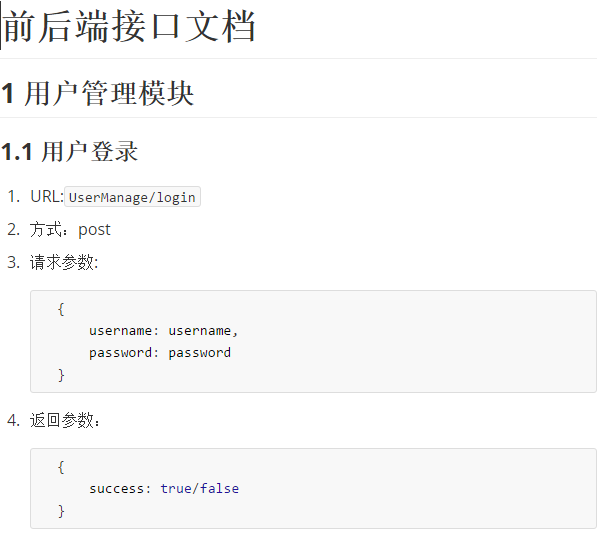 前后端接口文档
1 用户管理模块
1.1 用户登录
1. URL:UserManage/login
2. 方式：post
3. 请求参数:
{
username: username,
password: password
}
4. 返回参数：
{
success: true/false
}